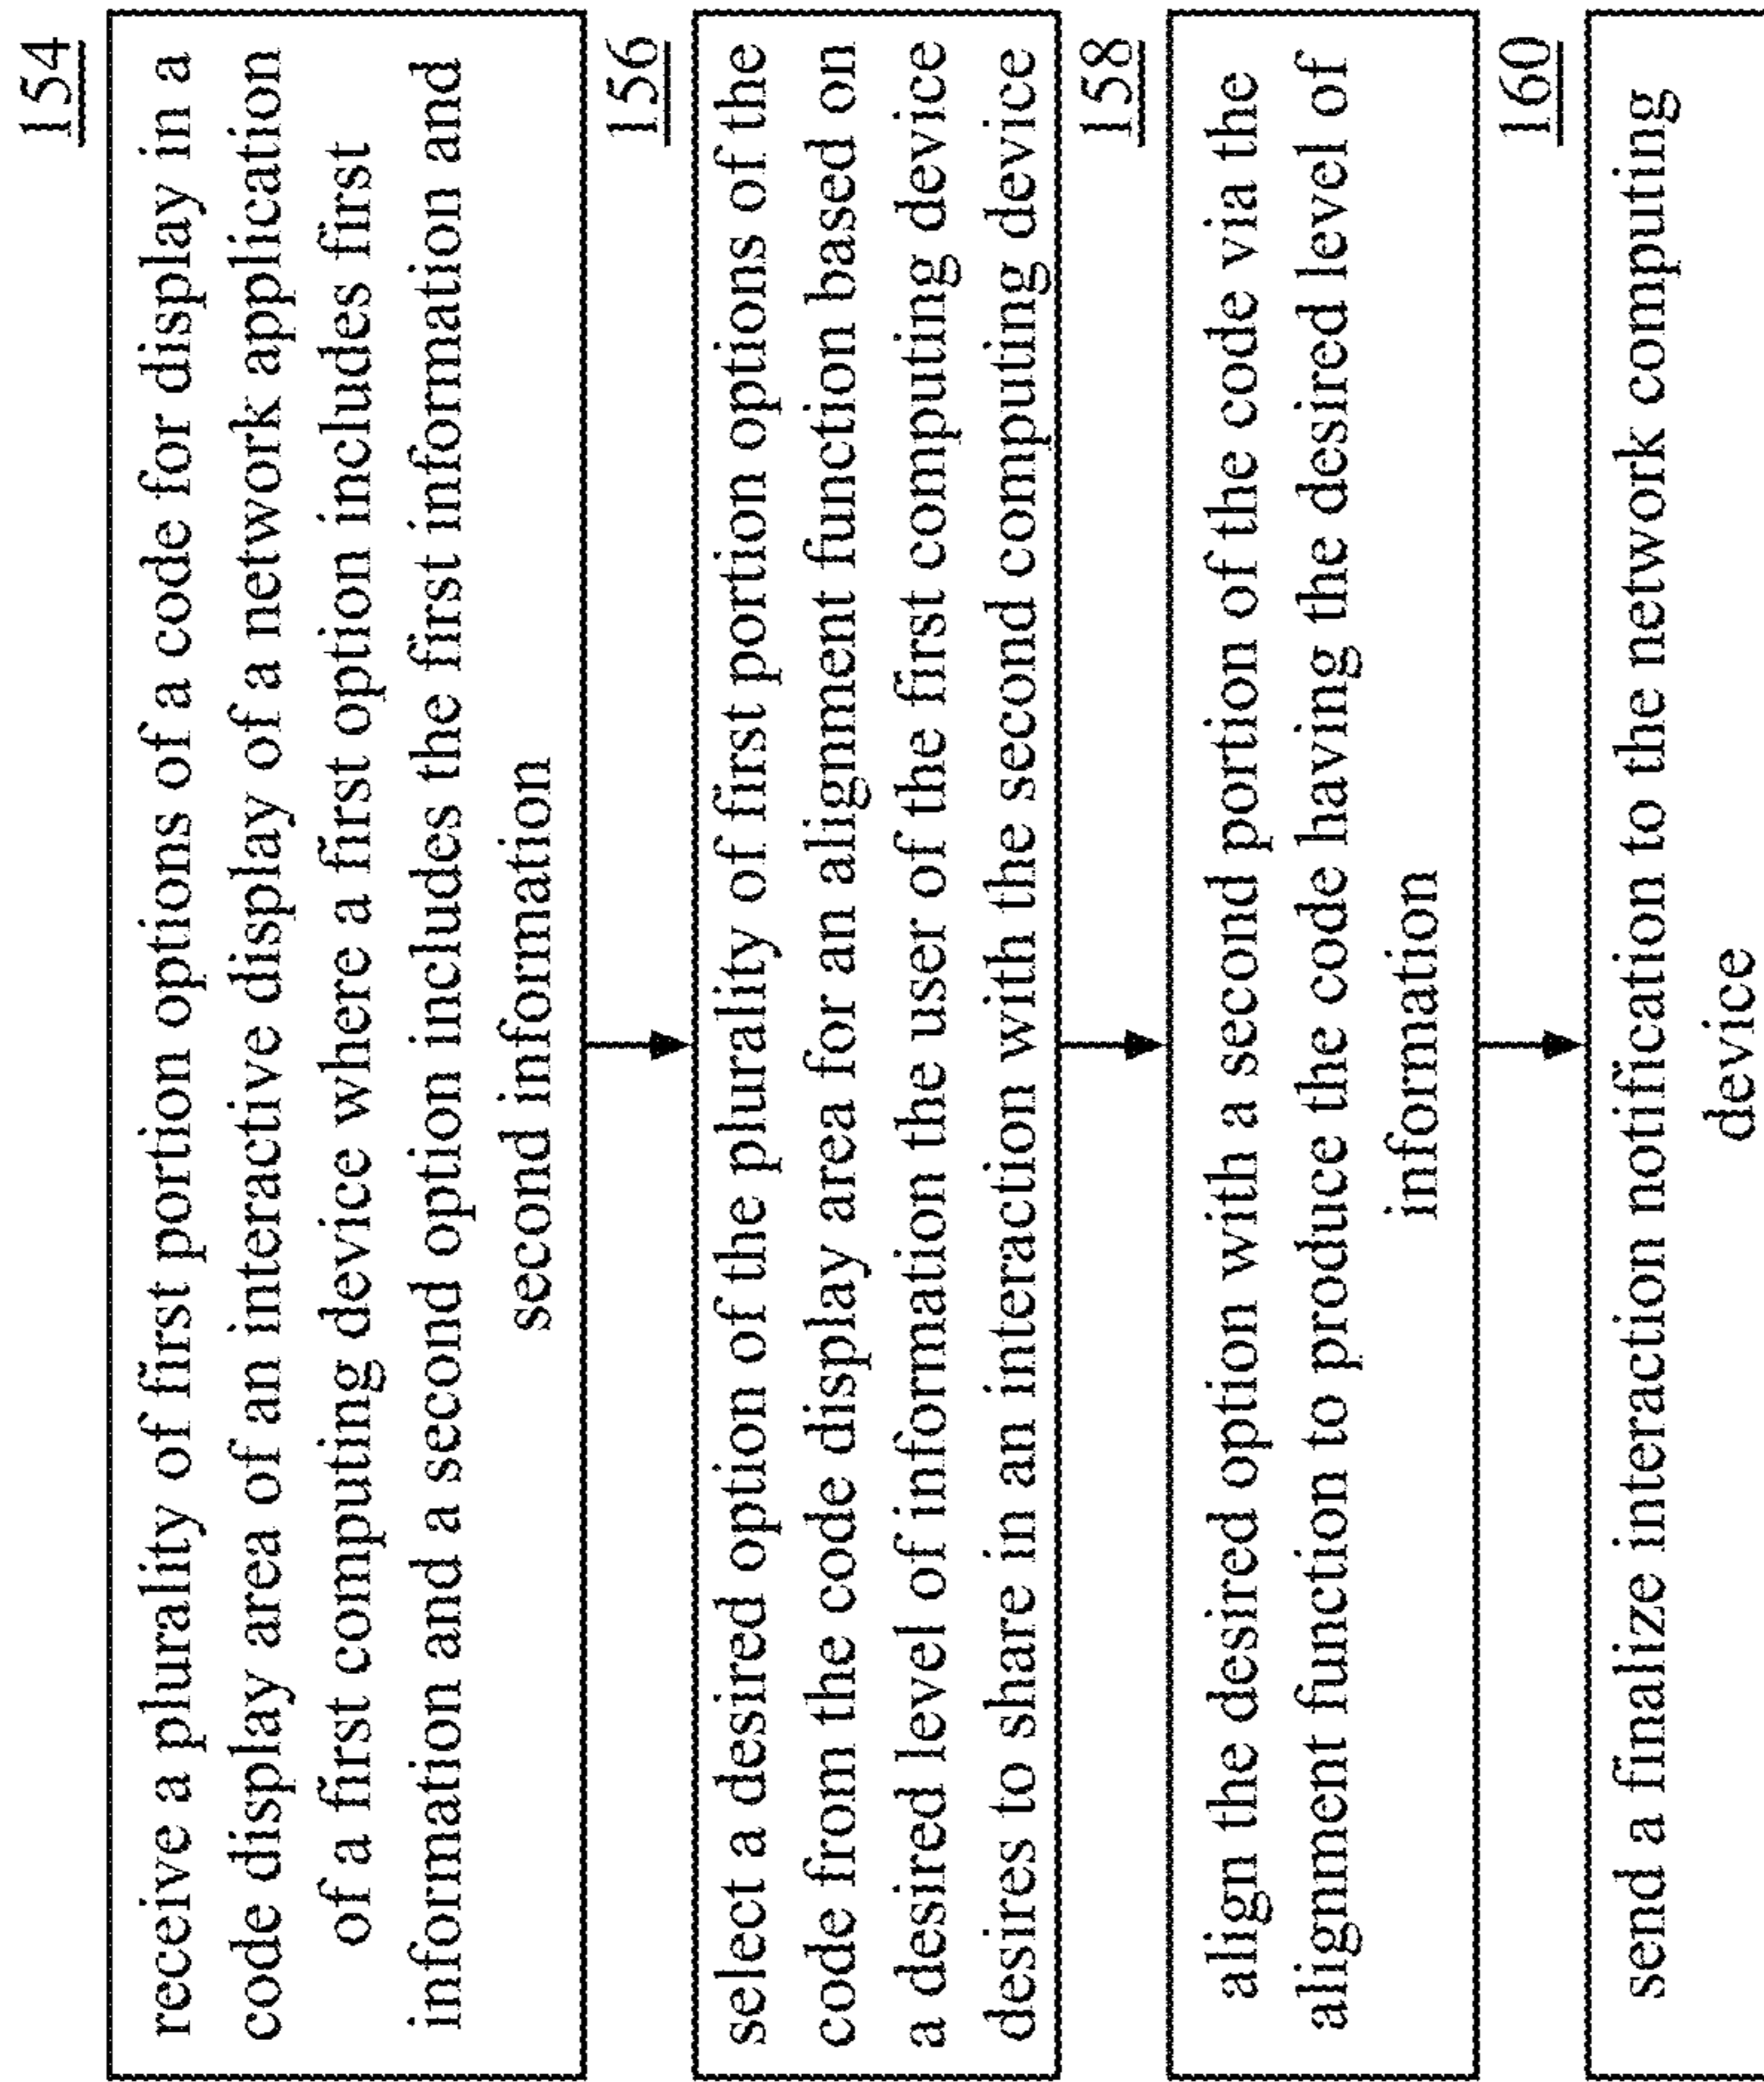 154
receive a plurality of first portion options of a code for display in a
code display area of an interactive display of a network application
of a first computing device where a first option includes first
information and a second option includes the first information and
second information
156
select a desired option of the plurality of first portion options of the
code from the code display area for an alignment function based on
a desired level of information the user of the first computing device
desires to share in an interaction with the second computing device
158
align the desired option with a second portion of the code via the
alignment function to produce the code having the desired level of
information
160
send a finalize interaction notification to the network computing
device